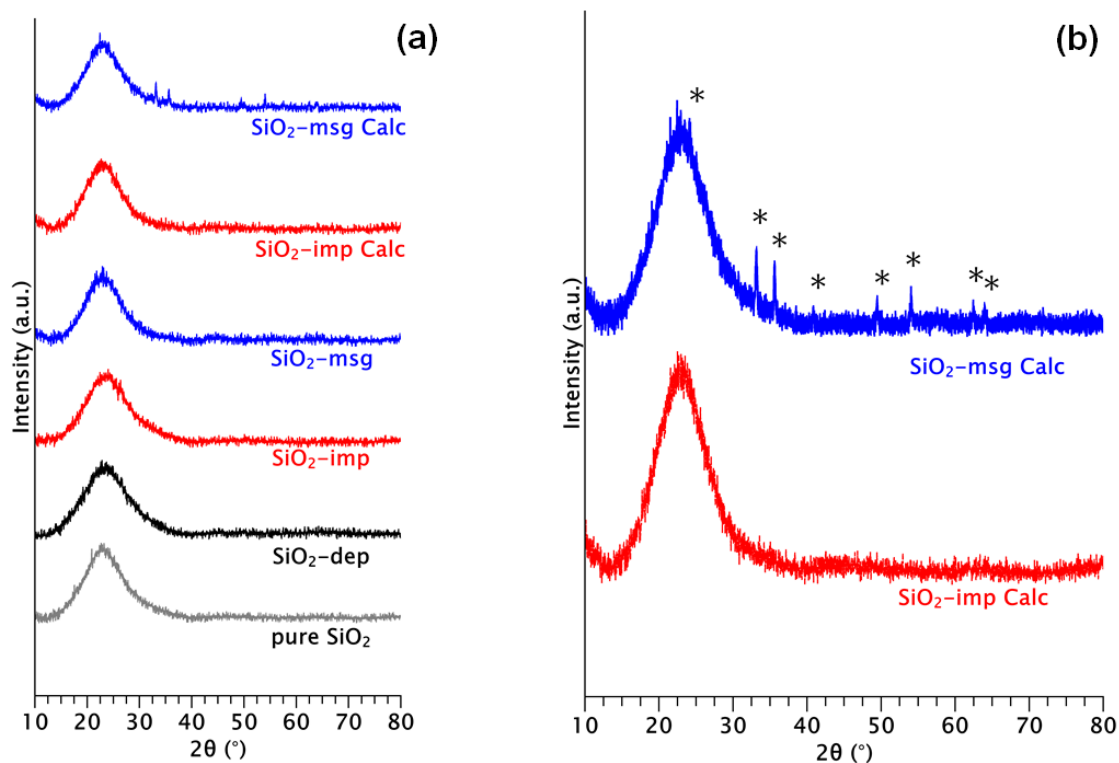 (a)
SiO₂-msg Calc
SiO₂-imp Calc
SiO₂-msg
SiO₂-imp
SiO₂-dep
pure SiO₂
Intensity (a.u.)
10 20 30 40 50 60 70 80
2θ (°)
(b)
* * * * * * * *
SiO₂-msg Calc
SiO₂-imp Calc
Intensity (a.u.)
10 20 30 40 50 60 70 80
2θ (°)